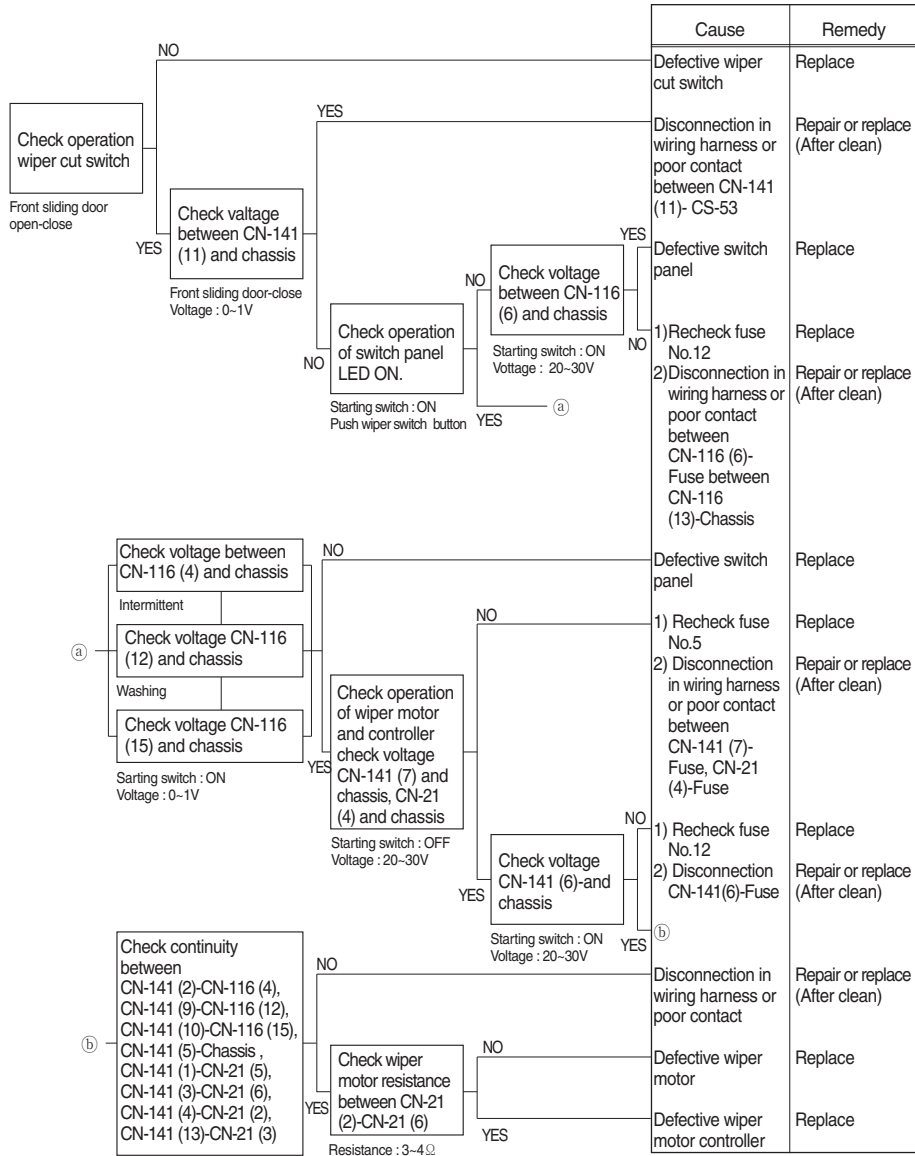 Cause
Remedy
NO
Defective wiper
cut switch
Replace
Check operation
wiper cut switch
Front sliding door
open-close
YES
YES
Disconnection in
wiring harness or
poor contact
between CN-141
(11)- CS-53
Repair or replace
(After clean)
Check valtage
between CN-141
(11) and chassis
Front sliding door-close
Voltage : 0~1V
NO
Check operation
of switch panel
LED ON.
Starting switch : ON
Push wiper switch button
NO
YES
ⓐ
Check voltage
between CN-116
(6) and chassis
Starting switch : ON
Vottage : 20~30V
YES
Defective switch
panel
Replace
NO
1)Recheck fuse
No.12
Replace
2)Disconnection in
wiring harness or
poor contact
between
CN-116 (6)-
Fuse between
CN-116
(13)-Chassis
Repair or replace
(After clean)
ⓐ
Check voltage between
CN-116 (4) and chassis
Intermittent
Check voltage CN-116
(12) and chassis
Washing
Check voltage CN-116
(15) and chassis
Sarting switch : ON
Voltage : 0~1V
NO
Defective switch
panel
Replace
YES
Check operation
of wiper motor
and controller
check voltage
CN-141 (7) and
chassis, CN-21
(4) and chassis
Starting switch : OFF
Voltage : 20~30V
NO
1) Recheck fuse
No.5
Replace
2) Disconnection
in wiring harness
or poor contact
between
CN-141 (7)-
Fuse, CN-21
(4)-Fuse
Repair or replace
(After clean)
YES
Check voltage
CN-141 (6)-and
chassis
Starting switch : ON
Voltage : 20~30V
NO
1) Recheck fuse
No.12
Replace
2) Disconnection
CN-141(6)-Fuse
Repair or replace
(After clean)
YES
ⓑ
ⓑ
Check continuity
between
CN-141 (2)-CN-116 (4),
CN-141 (9)-CN-116 (12),
CN-141 (10)-CN-116 (15),
CN-141 (5)-Chassis ,
CN-141 (1)-CN-21 (5),
CN-141 (3)-CN-21 (6),
CN-141 (4)-CN-21 (2),
CN-141 (13)-CN-21 (3)
NO
Disconnection in
wiring harness or
poor contact
Repair or replace
(After clean)
YES
Check wiper
motor resistance
between CN-21
(2)-CN-21 (6)
Resistance : 3~4Ω
NO
Defective wiper
motor
Replace
YES
Defective wiper
motor controller
Replace